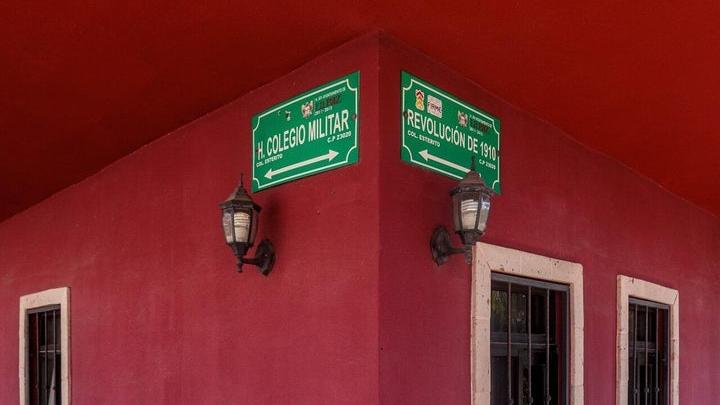 H. COLEGIO MILITAR
COL. ESTERITO
C.P 23020
REVOLUCIÓN DE 1910
COL. ESTERITO
C.P 23020